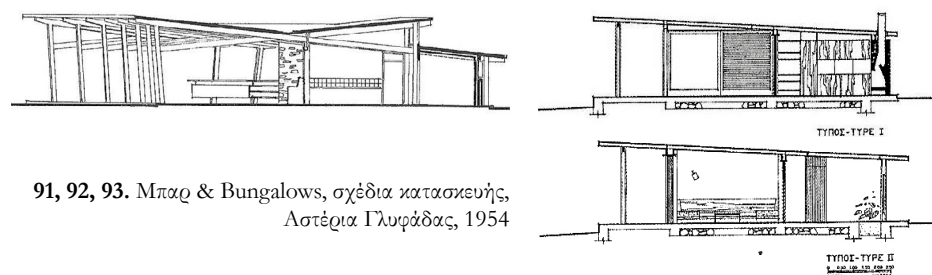 ΤΥΠΟΣ-TYPE I
91, 92, 93. Μπαρ & Bungalows, σχέδια κατασκευής,
Αστέρια Γλυφάδας, 1954
ΤΥΠΟΣ-TYPE II